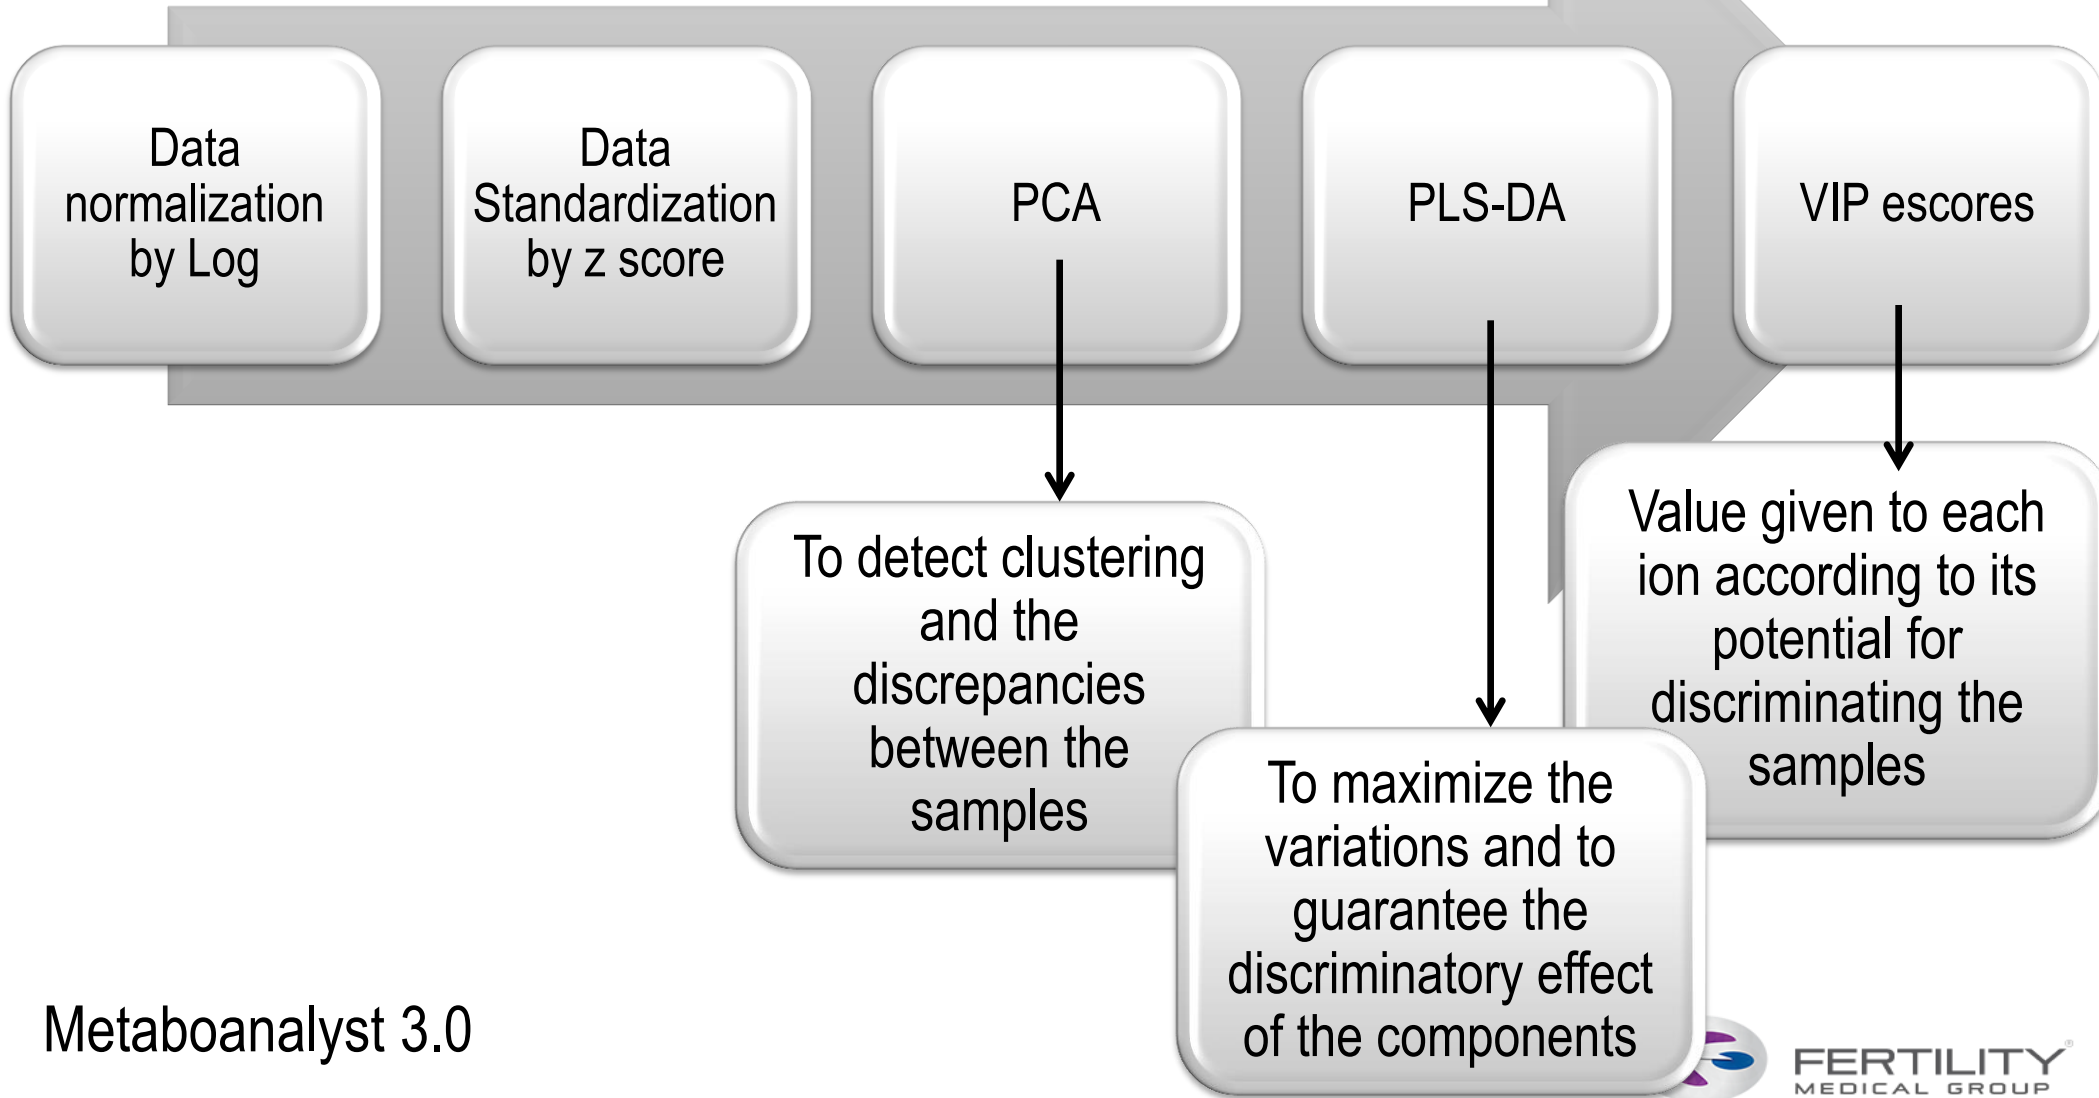 Data
normalization
by Log
Data
Standardization
by z score
PCA
PLS-DA
VIP escores
To detect clustering
and the
discrepancies
between the
samples
To maximize the
variations and to
guarantee the
discriminatory effect
of the components
Value given to each
ion according to its
potential for
discriminating the
samples
Metaboanalyst 3.0
FERTILITY®
MEDICAL GROUP